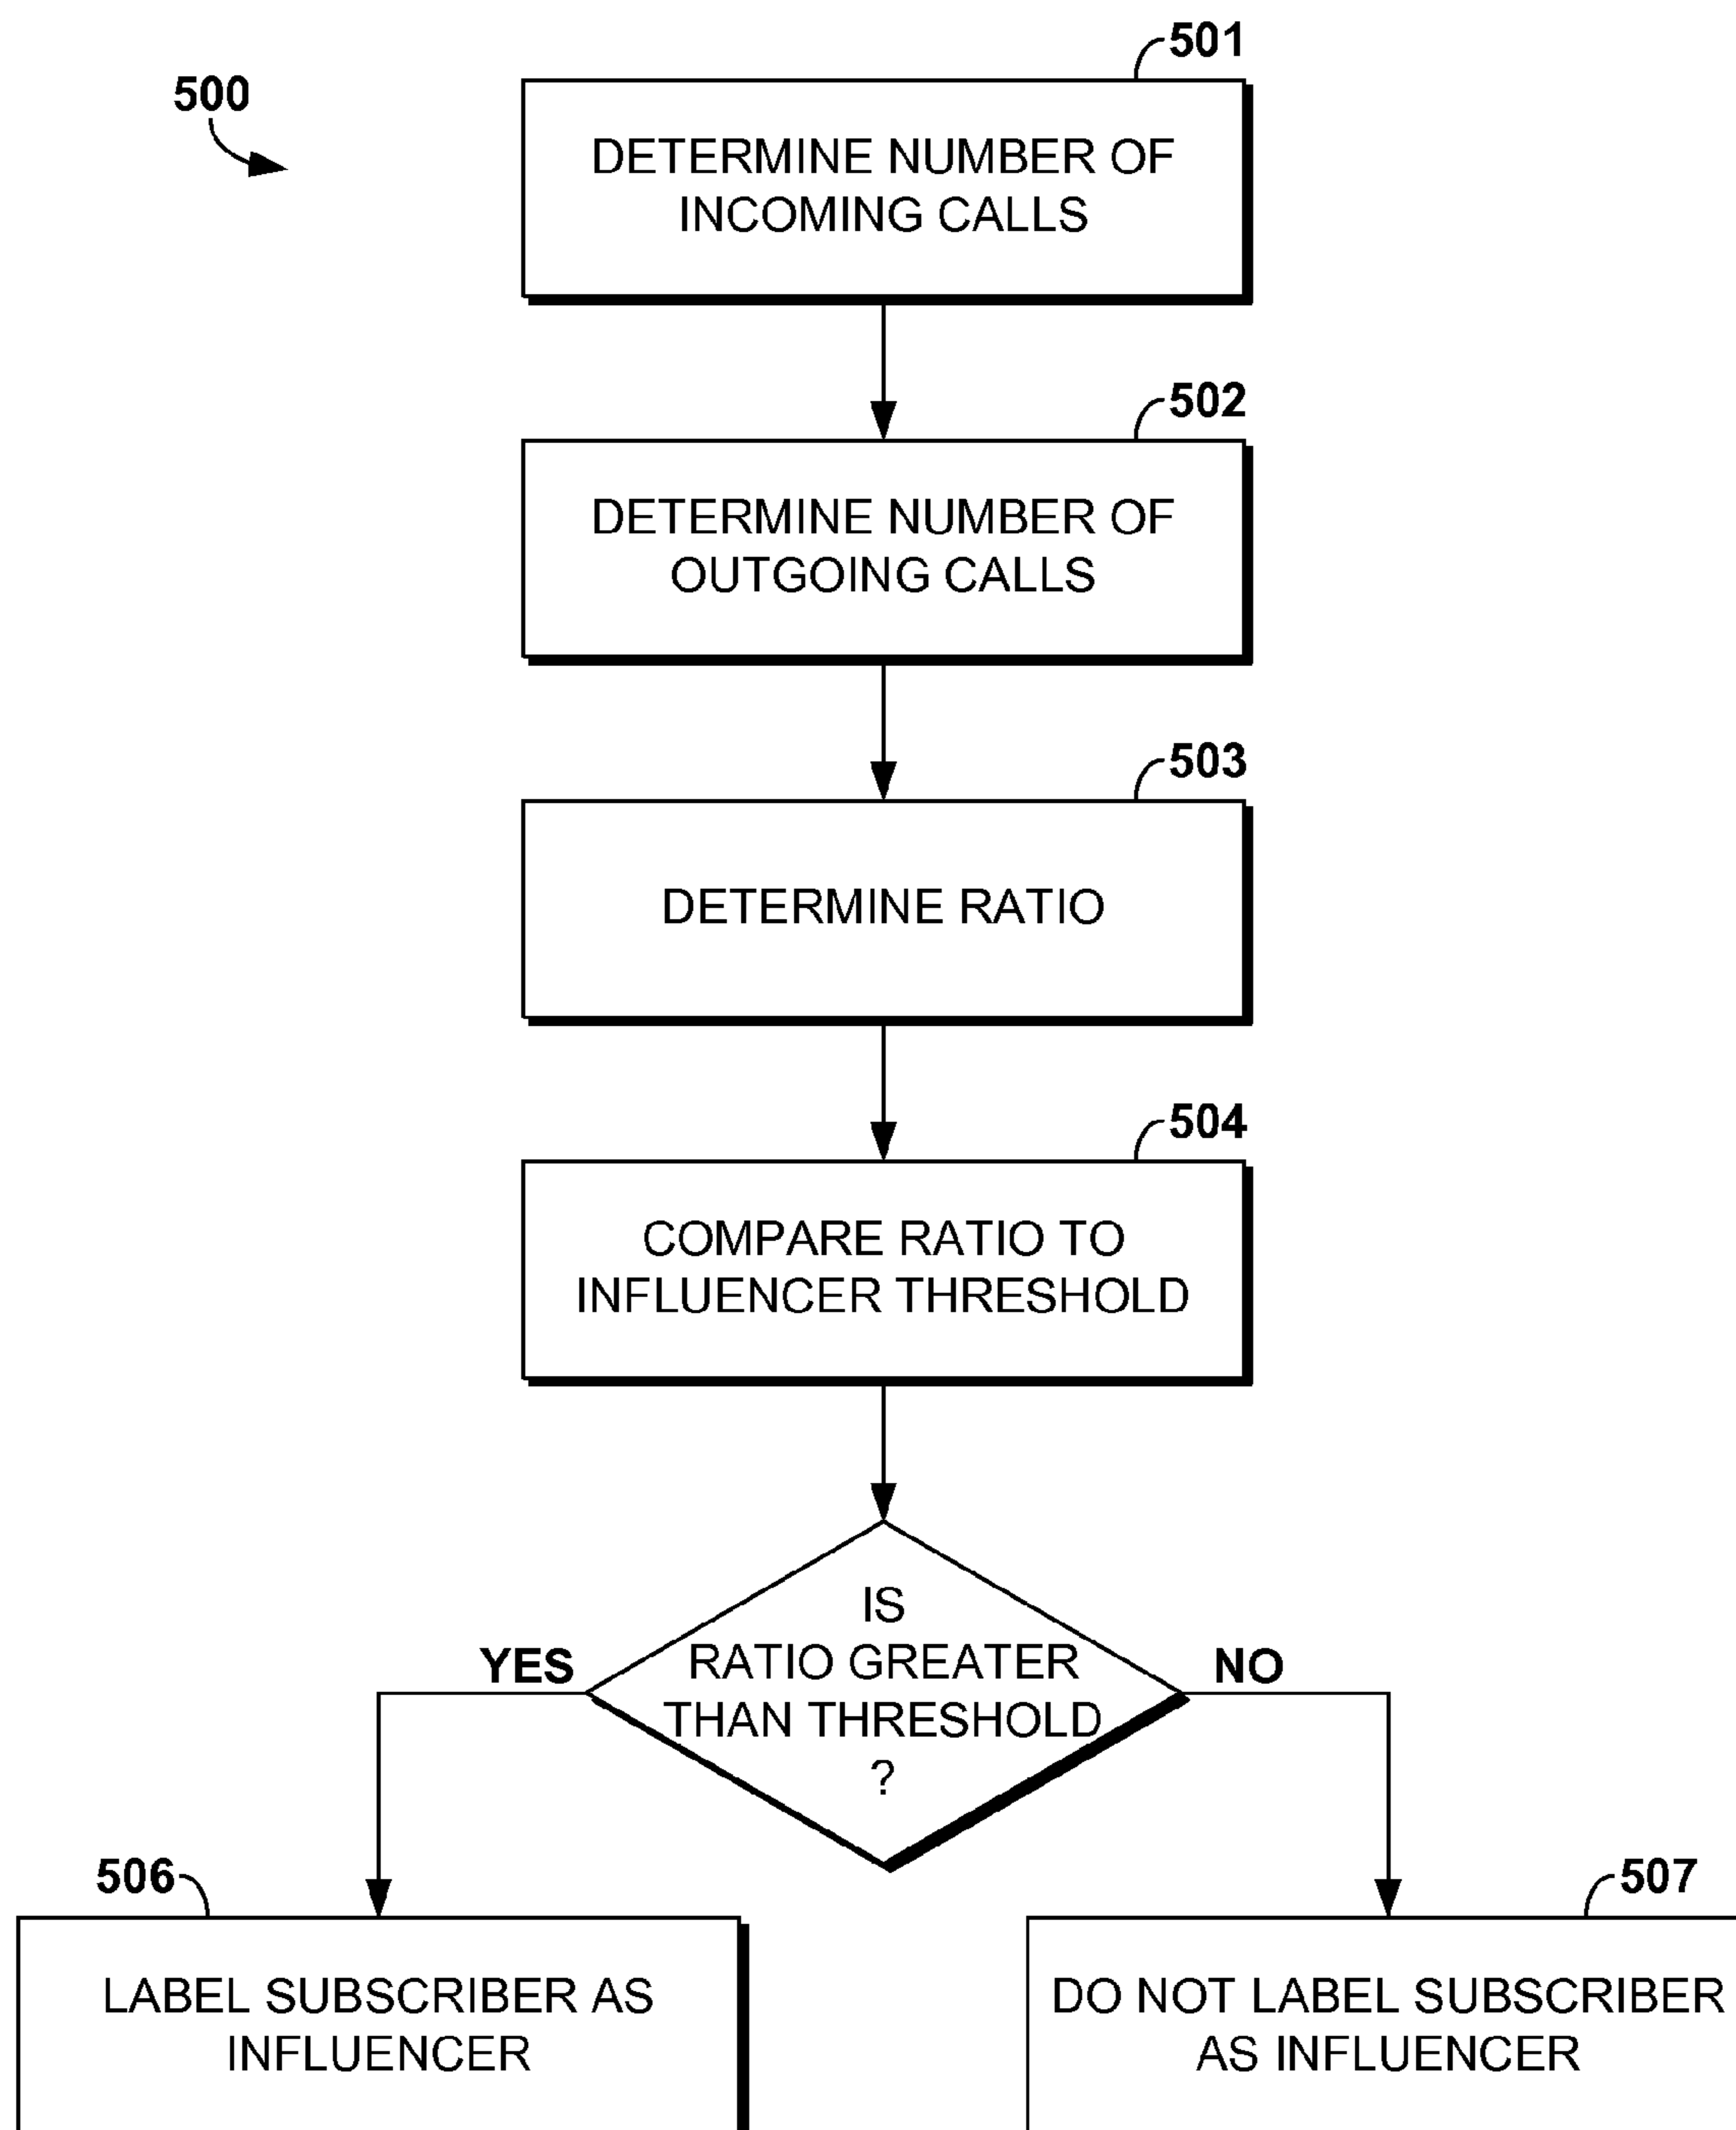 501
500
DETERMINE NUMBER OF
INCOMING CALLS
502
DETERMINE NUMBER OF
OUTGOING CALLS
503
DETERMINE RATIO
504
COMPARE RATIO TO
INFLUENCER THRESHOLD
IS
RATIO GREATER
THAN THRESHOLD
?
YES
NO
506
LABEL SUBSCRIBER AS
INFLUENCER
507
DO NOT LABEL SUBSCRIBER
AS INFLUENCER